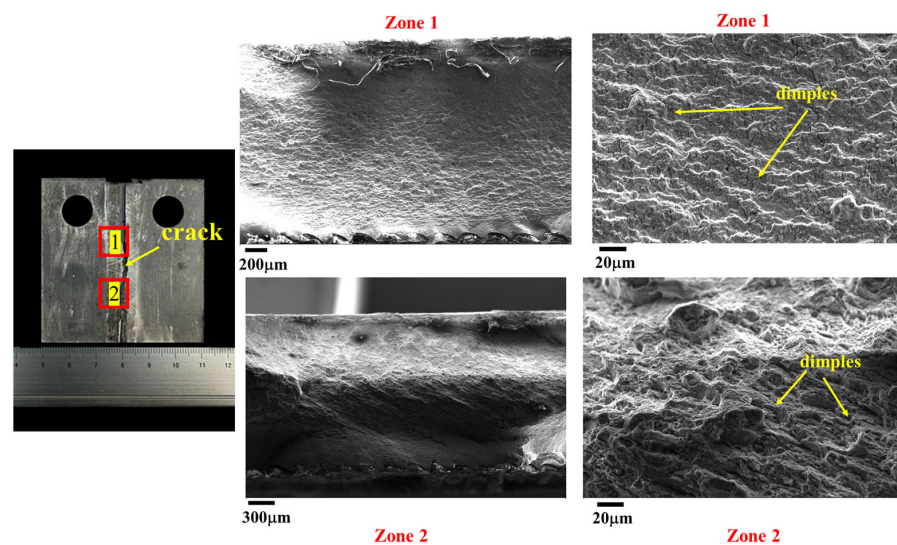 Zone 1
Zone 1
dimples
crack
1
2
200μm
20μm
4 5 6 7 8 9 10 11 12
dimples
300μm
20μm
Zone 2
Zone 2